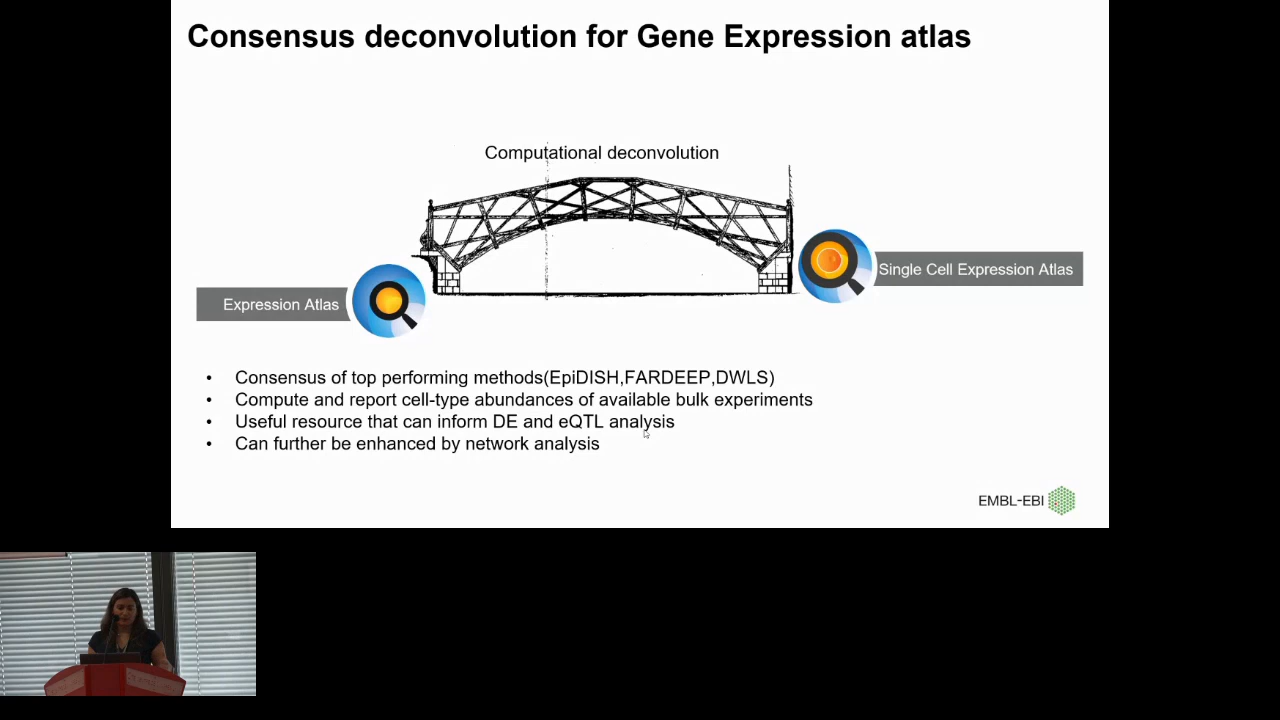 Consensus deconvolution for Gene Expression atlas
Computational deconvolution
Single Cell Expression Atlas
Expression Atlas
• Consensus of top performing methods(EpiDISH,FARDEEP,DWLS)
• Compute and report cell-type abundances of available bulk experiments
• Useful resource that can inform DE and eQTL analysis
• Can further be enhanced by network analysis
EMBL-EBI